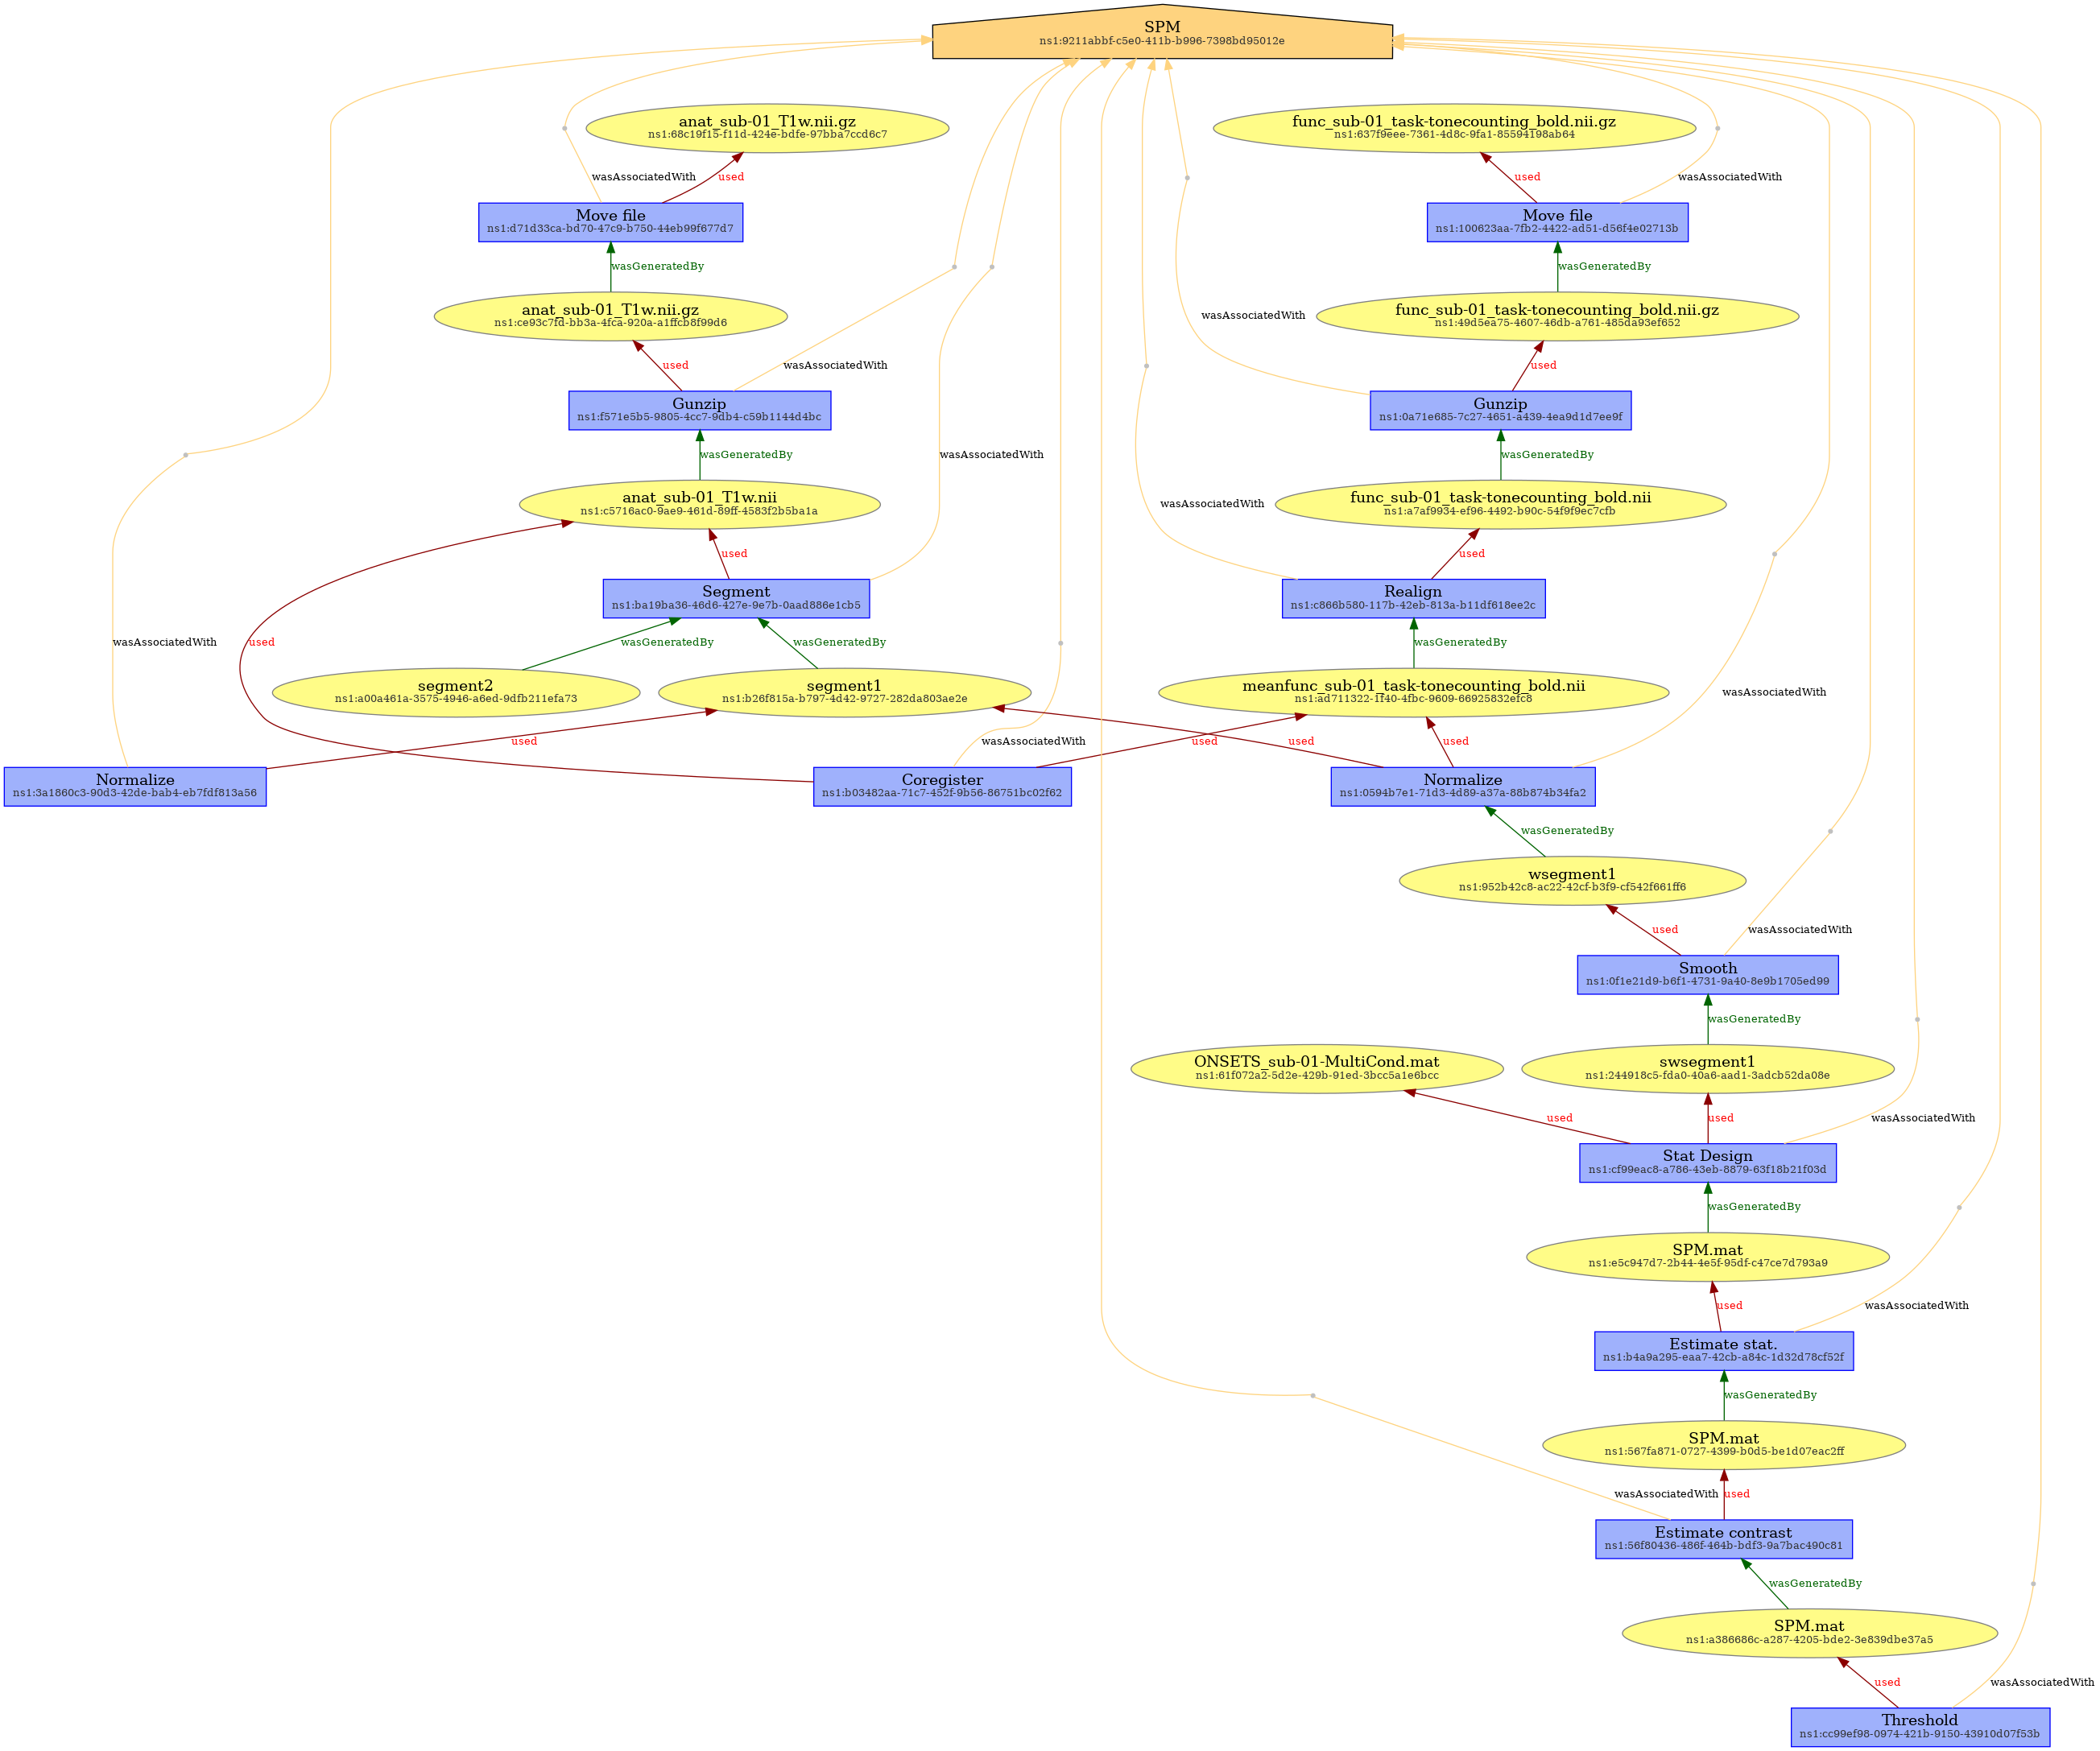 SPM
ns1:9211abbf-c5e0-411b-b996-7398bd95012e
anat_sub-01_T1w.nii.gz
ns1:68c19f15-f11d-424e-bdfe-97bba7ccd6c7
func_sub-01_task-tonecounting_bold.nii.gz
ns1:637f9eee-7361-4d8c-9fa1-85594198ab64
wasAssociatedWith
used
used
wasAssociatedWith
Move file
ns1:d71d33ca-bd70-47c9-b750-44eb99f677d7
Move file
ns1:100623aa-7fb2-4422-ad51-d56f4e02713b
wasGeneratedBy
wasGeneratedBy
anat_sub-01_T1w.nii.gz
ns1:ce93c7fd-bb3a-4fca-920a-a1ffcb8f99d6
wasAssociatedWith
func_sub-01_task-tonecounting_bold.nii.gz
ns1:49d5ea75-4607-46db-a761-485da93ef652
used
wasAssociatedWith
used
Gunzip
ns1:f571e5b5-9805-4cc7-9db4-c59b1144d4bc
Gunzip
ns1:0a71e685-7c27-4651-a439-4ea9d1d7ee9f
wasGeneratedBy
wasAssociatedWith
wasGeneratedBy
anat_sub-01_T1w.nii
ns1:c5716ac0-9ae9-461d-89ff-4583f2b5ba1a
wasAssociatedWith
func_sub-01_task-tonecounting_bold.nii
ns1:a7af9934-ef96-4492-b90c-54f9f9ec7cfb
used
used
Segment
ns1:ba19ba36-46d6-427e-9e7b-0aad886e1cb5
Realign
ns1:c866b580-117b-42eb-813a-b11df618ee2c
wasAssociatedWith
used
wasGeneratedBy
wasGeneratedBy
wasGeneratedBy
segment2
ns1:a00a461a-3575-4946-a6ed-9dfb211efa73
segment1
ns1:b26f815a-b797-4d42-9727-282da803ae2e
meanfunc_sub-01_task-tonecounting_bold.nii
ns1:ad711322-1f40-4fbc-9609-66925832efc8
wasAssociatedWith
used
wasAssociatedWith
used
used
used
Normalize
ns1:3a1860c3-90d3-42de-bab4-eb7fdf813a56
Coregister
ns1:b03482aa-71c7-452f-9b56-86751bc02f62
Normalize
ns1:0594b7e1-71d3-4d89-a37a-88b874b34fa2
wasGeneratedBy
wsegment1
ns1:952b42c8-ac22-42cf-b3f9-cf542f661ff6
used
wasAssociatedWith
Smooth
ns1:0f1e21d9-b6f1-4731-9a40-8e9b1705ed99
wasGeneratedBy
ONSETS_sub-01-MultiCond.mat
ns1:61f072a2-5d2e-429b-91ed-3bcc5a1e6bcc
swsegment1
ns1:244918c5-fda0-40a6-aad1-3adcb52da08e
used
used
wasAssociatedWith
Stat Design
ns1:cf99eac8-a786-43eb-8879-63f18b21f03d
wasGeneratedBy
SPM.mat
ns1:e5c947d7-2b44-4e5f-95df-c47ce7d793a9
used
wasAssociatedWith
Estimate stat.
ns1:b4a9a295-eaa7-42cb-a84c-1d32d78cf52f
wasGeneratedBy
SPM.mat
ns1:567fa871-0727-4399-b0d5-be1d07eac2ff
wasAssociatedWith
used
Estimate contrast
ns1:56f80436-486f-464b-bdf3-9a7bac490c81
wasGeneratedBy
SPM.mat
ns1:a386686c-a287-4205-bde2-3e839dbe37a5
used
wasAssociatedWith
Threshold
ns1:cc99ef98-0974-421b-9150-43910d07f53b